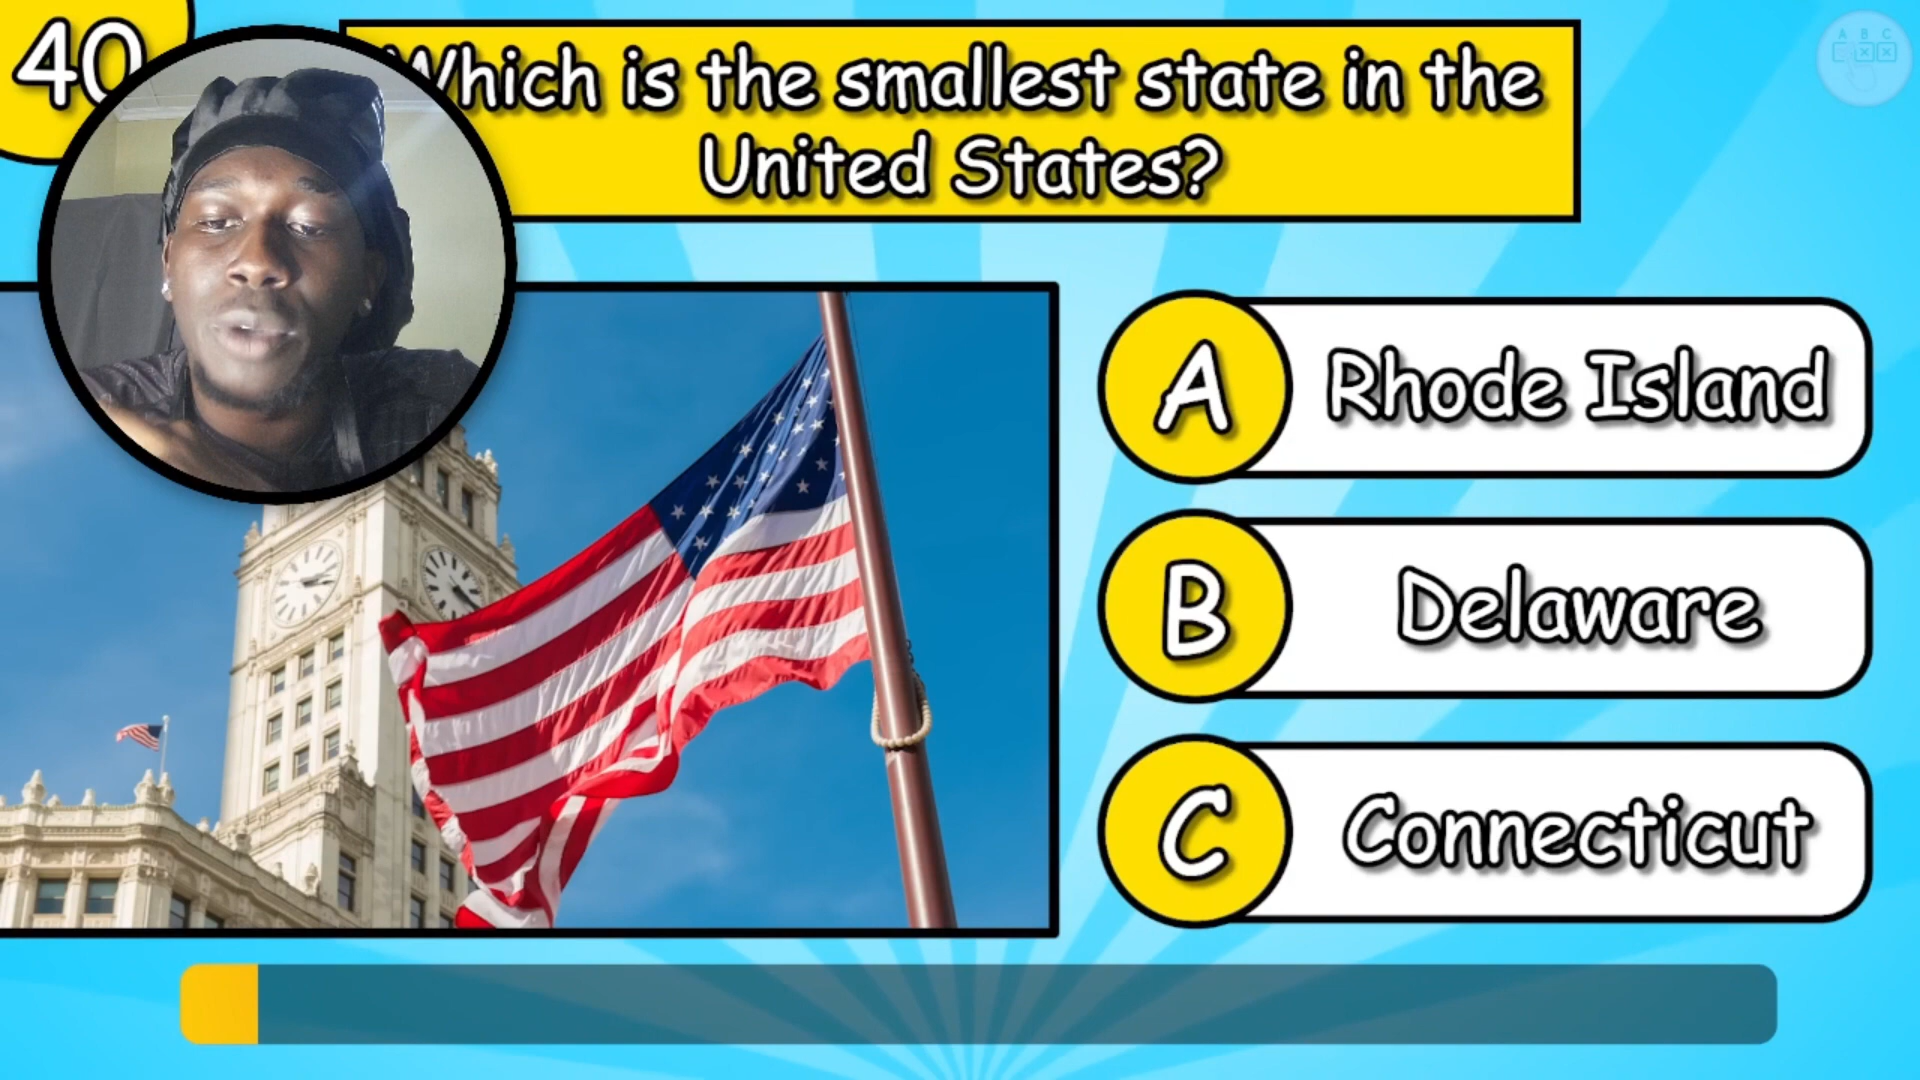 40
Which is the smallest state in the
United States?
A B C
A Rhode Island
B Delaware
C Connecticut